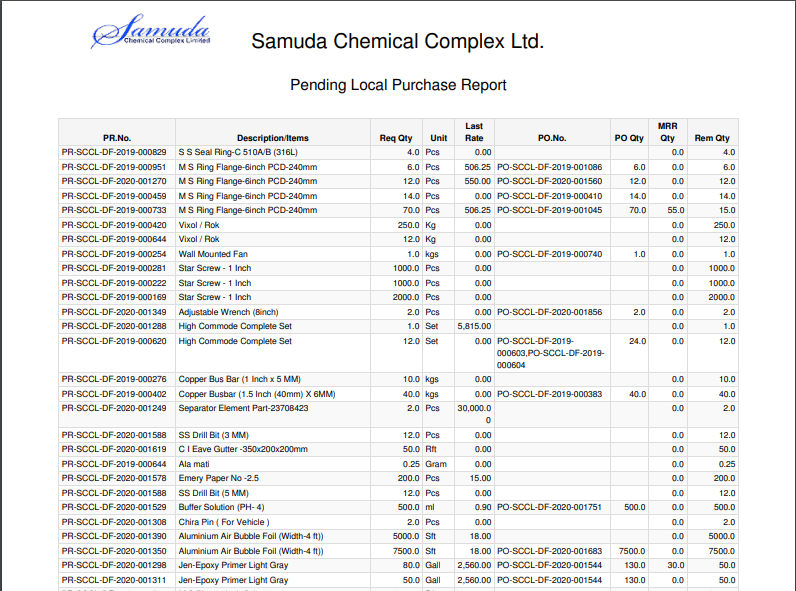 Samuda
Chemical Complex Limited
Samuda Chemical Complex Ltd.
Pending Local Purchase Report
PR.No. Description/Items Req Qty Unit Last Rate PO.No. PO Qty MRR Qty Rem Qty
PR-SCCL-DF-2019-000829 S S Seal Ring-C 510A/B (316L) 4.0 Pcs 0.00 0.0 4.0
PR-SCCL-DF-2019-000951 M S Ring Flange-6inch PCD-240mm 6.0 Pcs 506.25 PO-SCCL-DF-2019-001086 6.0 0.0 6.0
PR-SCCL-DF-2020-001270 M S Ring Flange-6inch PCD-240mm 12.0 Pcs 550.00 PO-SCCL-DF-2020-001560 12.0 0.0 12.0
PR-SCCL-DF-2019-000459 M S Ring Flange-6inch PCD-240mm 14.0 Pcs 0.00 PO-SCCL-DF-2019-000410 14.0 0.0 14.0
PR-SCCL-DF-2019-000733 M S Ring Flange-6inch PCD-240mm 70.0 Pcs 506.25 PO-SCCL-DF-2019-001045 70.0 55.0 15.0
PR-SCCL-DF-2019-000420 Vixol / Rok 250.0 Kg 0.00 0.0 250.0
PR-SCCL-DF-2019-000644 Vixol / Rok 12.0 Kg 0.00 0.0 12.0
PR-SCCL-DF-2019-000254 Wall Mounted Fan 1.0 kgs 0.00 PO-SCCL-DF-2019-000740 1.0 0.0 1.0
PR-SCCL-DF-2019-000281 Star Screw - 1 Inch 1000.0 Pcs 0.00 0.0 1000.0
PR-SCCL-DF-2019-000222 Star Screw - 1 Inch 1000.0 Pcs 0.00 0.0 1000.0
PR-SCCL-DF-2019-000169 Star Screw - 1 Inch 2000.0 Pcs 0.00 0.0 2000.0
PR-SCCL-DF-2020-001349 Adjustable Wrench (8inch) 2.0 Pcs 0.00 PO-SCCL-DF-2020-001856 2.0 0.0 2.0
PR-SCCL-DF-2020-001288 High Commode Complete Set 1.0 Set 5,815.00 0.0 1.0
PR-SCCL-DF-2019-000620 High Commode Complete Set 12.0 Set 0.00 PO-SCCL-DF-2019- 24.0 0.0 12.0
000603,PO-SCCL-DF-2019-
000604
PR-SCCL-DF-2019-000276 Copper Bus Bar (1 Inch x 5 MM) 10.0 kgs 0.00 0.0 10.0
PR-SCCL-DF-2019-000402 Copper Busbar (1.5 Inch (40mm) X 6MM) 40.0 kgs 0.00 PO-SCCL-DF-2019-000383 40.0 0.0 40.0
PR-SCCL-DF-2020-001249 Separator Element Part-23708423 2.0 Pcs 30,000.0 0.0 2.0
0
PR-SCCL-DF-2020-001588 SS Drill Bit (3 MM) 12.0 Pcs 0.00 0.0 12.0
PR-SCCL-DF-2020-001619 C I Eave Gutter -350x200x200mm 50.0 Rft 0.00 0.0 50.0
PR-SCCL-DF-2019-000644 Ala mati 0.25 Gram 0.00 0.0 0.25
PR-SCCL-DF-2020-001578 Emery Paper No -2.5 200.0 Pcs 15.00 0.0 200.0
PR-SCCL-DF-2020-001588 SS Drill Bit (5 MM) 12.0 Pcs 0.00 0.0 12.0
PR-SCCL-DF-2020-001529 Buffer Solution (PH- 4) 500.0 ml 0.90 PO-SCCL-DF-2020-001751 500.0 0.0 500.0
PR-SCCL-DF-2020-001308 Chira Pin ( For Vehicle ) 2.0 Pcs 0.00 0.0 2.0
PR-SCCL-DF-2020-001390 Aluminium Air Bubble Foil (Width-4 ft)) 5000.0 Sft 18.00 0.0 5000.0
PR-SCCL-DF-2020-001350 Aluminium Air Bubble Foil (Width-4 ft)) 7500.0 Sft 18.00 PO-SCCL-DF-2020-001683 7500.0 0.0 7500.0
PR-SCCL-DF-2020-001298 Jen-Epoxy Primer Light Gray 80.0 Gall 2,560.00 PO-SCCL-DF-2020-001544 130.0 30.0 50.0
PR-SCCL-DF-2020-001311 Jen-Epoxy Primer Light Gray 50.0 Gall 2,560.00 PO-SCCL-DF-2020-001544 130.0 0.0 50.0